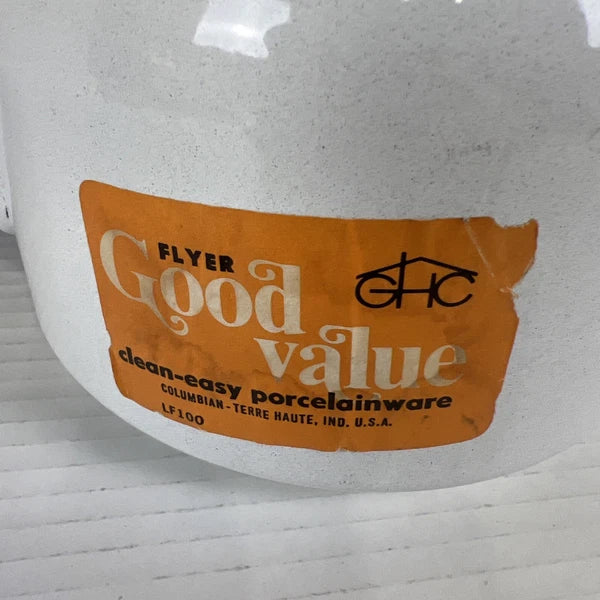 FLYER
Good
value
GHC
clean-easy porcelainware
COLUMBIAN - TERRE HAUTE, IND. U.S.A.
LF100